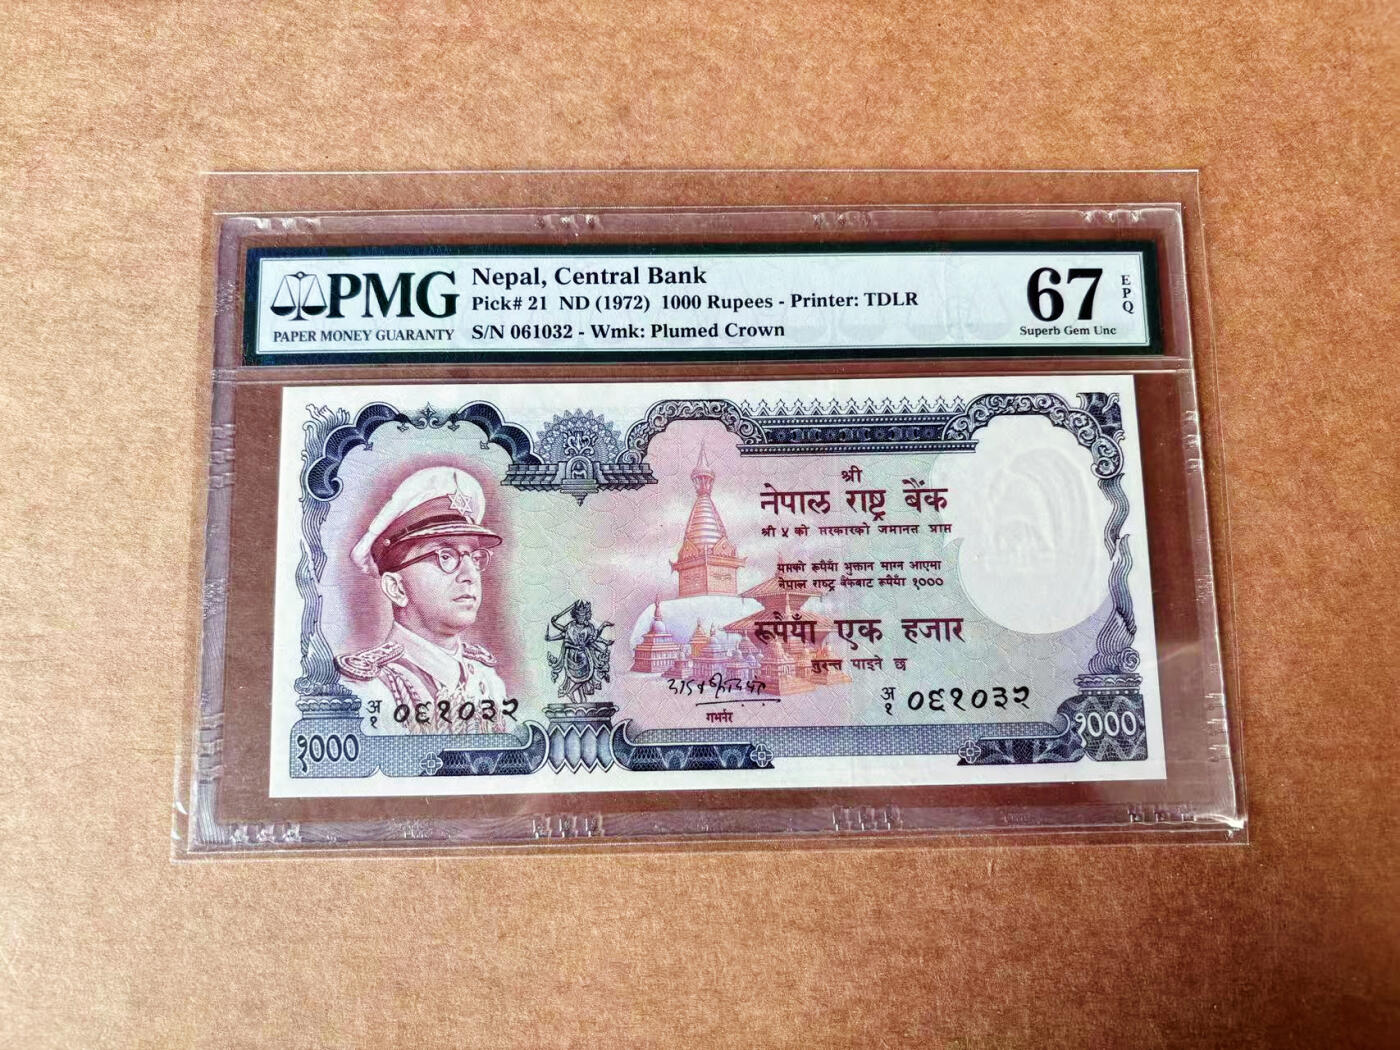 PMG
PAPER MONEY GUARANTY
Nepal, Central Bank
Pick# 21 ND (1972) 1000 Rupees - Printer: TDLR
S/N 061032 - Wmk: Plumed Crown
67
EPQ
Superb Gem Unc
श्री
नेपाल राष्ट्र बैंक
श्री ५ को सरकारको जमानत प्राप्त
यसको रूपैयाँ भुक्तान माग्न आएमा
नेपाल राष्ट्र बैंकबाट रूपैयाँ १०००
रूपैयाँ एक हजार
तुरन्त पाइने छ
गभर्नर
अ/१ ०६१०३२
अ/१ ०६१०३२
१०००
१०००